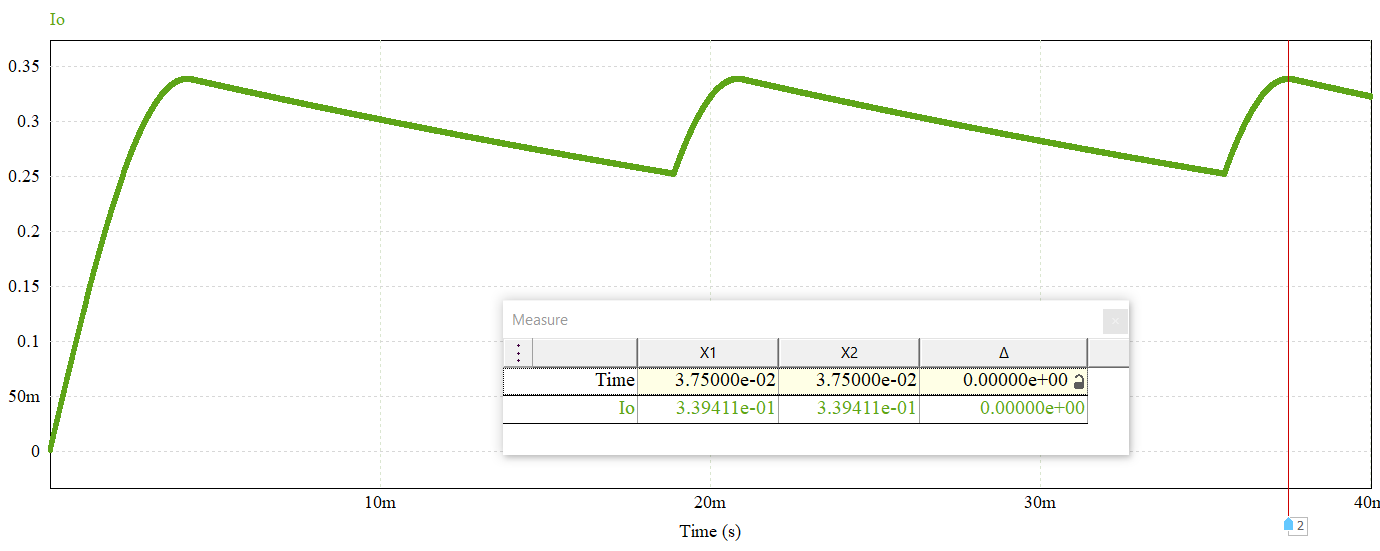 Io
0.35
0.3
0.25
0.2
0.15
0.1
50m
0
Measure
X1 X2 Δ
Time 3.75000e-02 3.75000e-02 0.00000e+00
Io 3.39411e-01 3.39411e-01 0.00000e+00
10m 20m 30m 40m
Time (s)
2